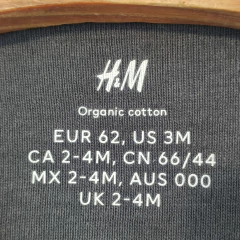 H&M
Organic cotton
EUR 62, US 3M
CA 2-4M, CN 66/44
MX 2-4M, AUS 000
UK 2-4M